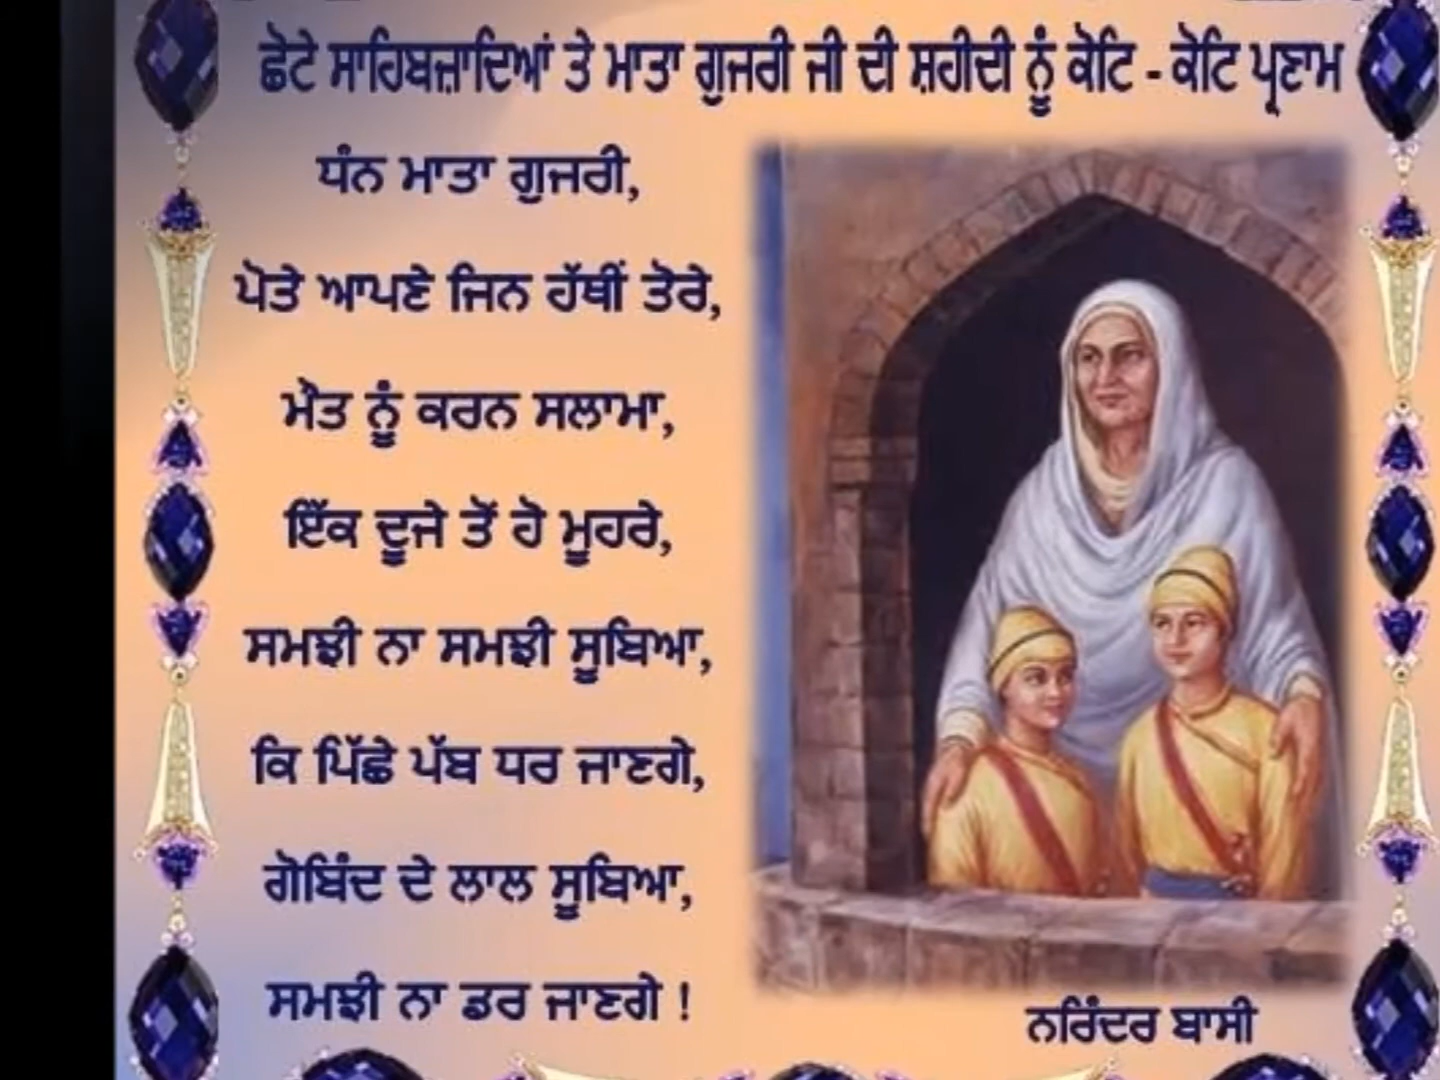 ਛੋਟੇ ਸਾਹਿਬਜ਼ਾਦਿਆਂ ਤੇ ਮਾਤਾ ਗੁਜਰੀ ਜੀ ਦੀ ਸ਼ਹੀਦੀ ਨੂੰ ਕੋਟਿ - ਕੋਟਿ ਪ੍ਰਣਾਮ
ਧੰਨ ਮਾਤਾ ਗੁਜਰੀ,
ਪੋਤੇ ਆਪਣੇ ਜਿਨ ਹੱਥੀਂ ਤੋਰੇ,
ਮੌਤ ਨੂੰ ਕਰਨ ਸਲਾਮਾ,
ਇੱਕ ਦੂਜੇ ਤੋਂ ਹੋ ਮੂਹਰੇ,
ਸਮਝੀ ਨਾ ਸਮਝੀ ਸੂਬਿਆ,
ਕਿ ਪਿੱਛੇ ਪੱਬ ਧਰ ਜਾਣਗੇ,
ਗੋਬਿੰਦ ਦੇ ਲਾਲ ਸੂਬਿਆ,
ਸਮਝੀ ਨਾ ਡਰ ਜਾਣਗੇ !
ਨਰਿੰਦਰ ਬਾਸੀ